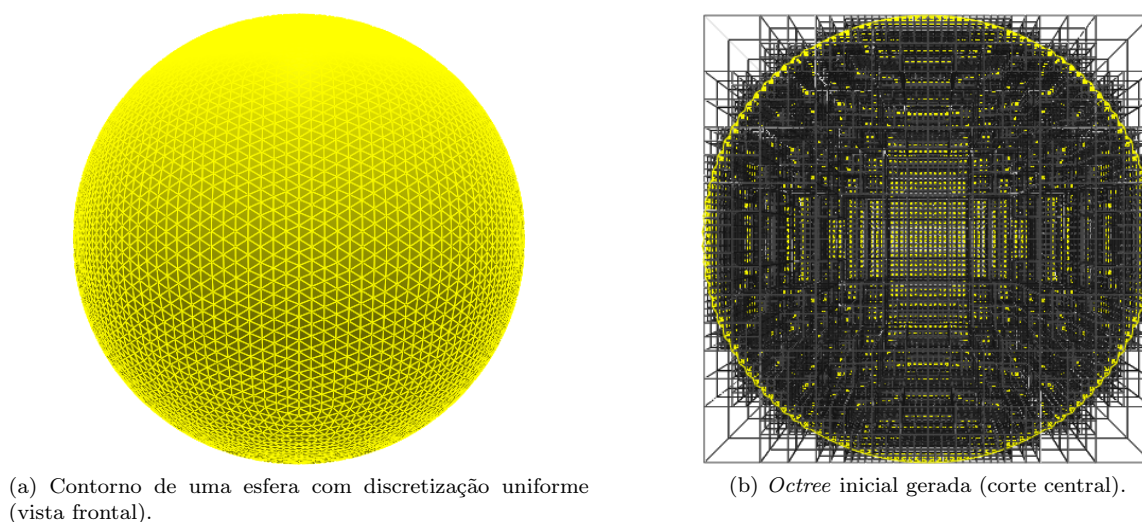 (a) Contorno de uma esfera com discretização uniforme
(vista frontal).
(b) Octree inicial gerada (corte central).